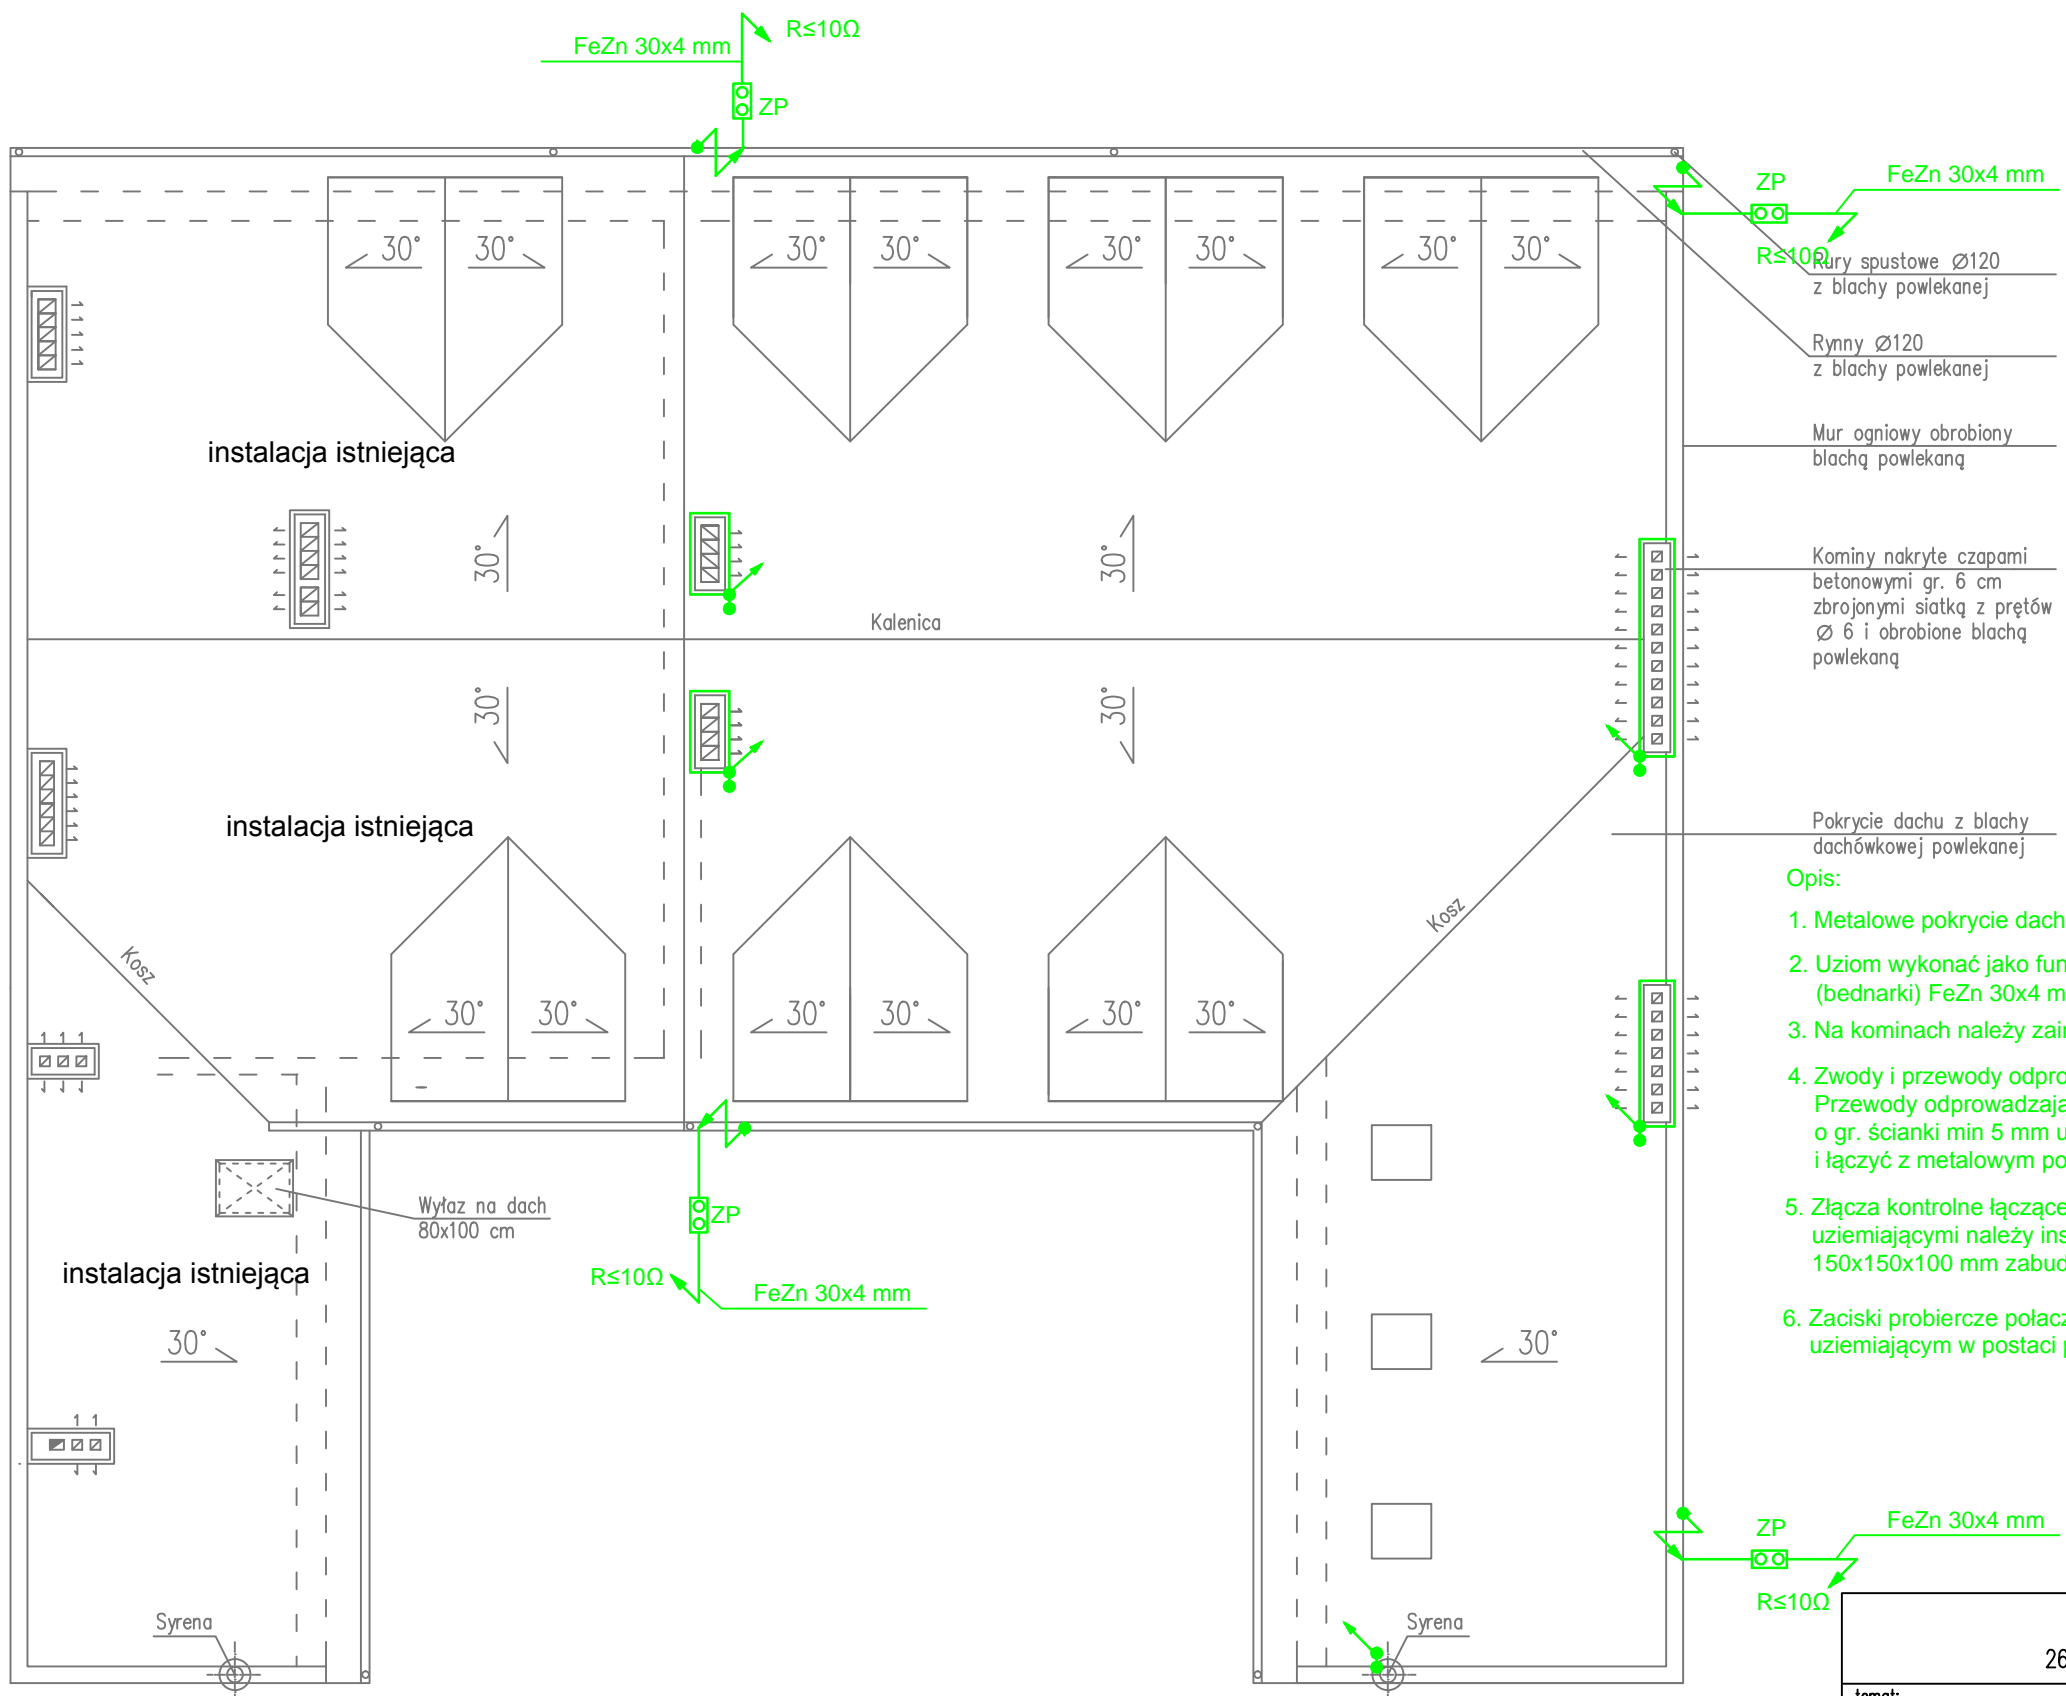 FeZn 30x4 mm
R≤10Ω
ZP
ZP
FeZn 30x4 mm
R≤10Ω
Rury spustowe Ø120
z blachy powlekanej
Rynny Ø120
z blachy powlekanej
Mur ogniowy obrobiony
blachą powlekaną
Kominy nakryte czapami
betonowymi gr. 6 cm
zbrojonymi siatką z prętów
Ø 6 i obrobione blachą
powlekaną
Pokrycie dachu z blachy
dachówkowej powlekanej
30° 30° 30° 30° 30° 30° 30° 30°
instalacja istniejąca
30°
30°
Kalenica
30°
30°
instalacja istniejąca
Kosz
Kosz
30° 30° 30° 30° 30° 30°
Wyłaz na dach
80x100 cm
ZP
R≤10Ω
FeZn 30x4 mm
instalacja istniejąca
30°
30°
Syrena
Syrena
Opis:
1. Metalowe pokrycie dach
2. Uziom wykonać jako fun
(bednarki) FeZn 30x4 m
3. Na kominach należy
4. Zwody i przewody odpro
Przewody odprowadzają
o gr. ścianki min 5 mm u
i łączyć z metalowym po
5. Złącza kontrolne łączące
uziemiającymi należy ins
150x150x100 mm zabud
6. Zaciski probiercze połącz
uziemiającym w postaci p
ZP
FeZn 30x4 mm
R≤10Ω
26
temat: